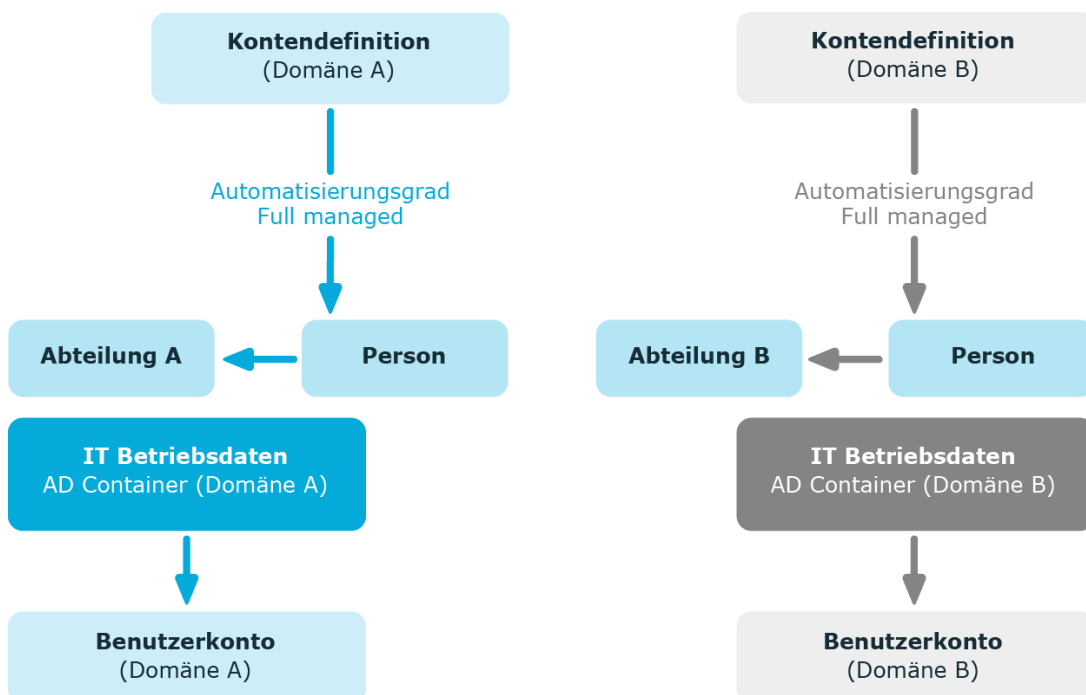 Kontendefinition
(Domäne A)
Automatisierungsgrad
Full managed
Abteilung A
Person
IT Betriebsdaten
AD Container (Domäne A)
Benutzerkonto
(Domäne A)
Kontendefinition
(Domäne B)
Automatisierungsgrad
Full managed
Abteilung B
Person
IT Betriebsdaten
AD Container (Domäne B)
Benutzerkonto
(Domäne B)